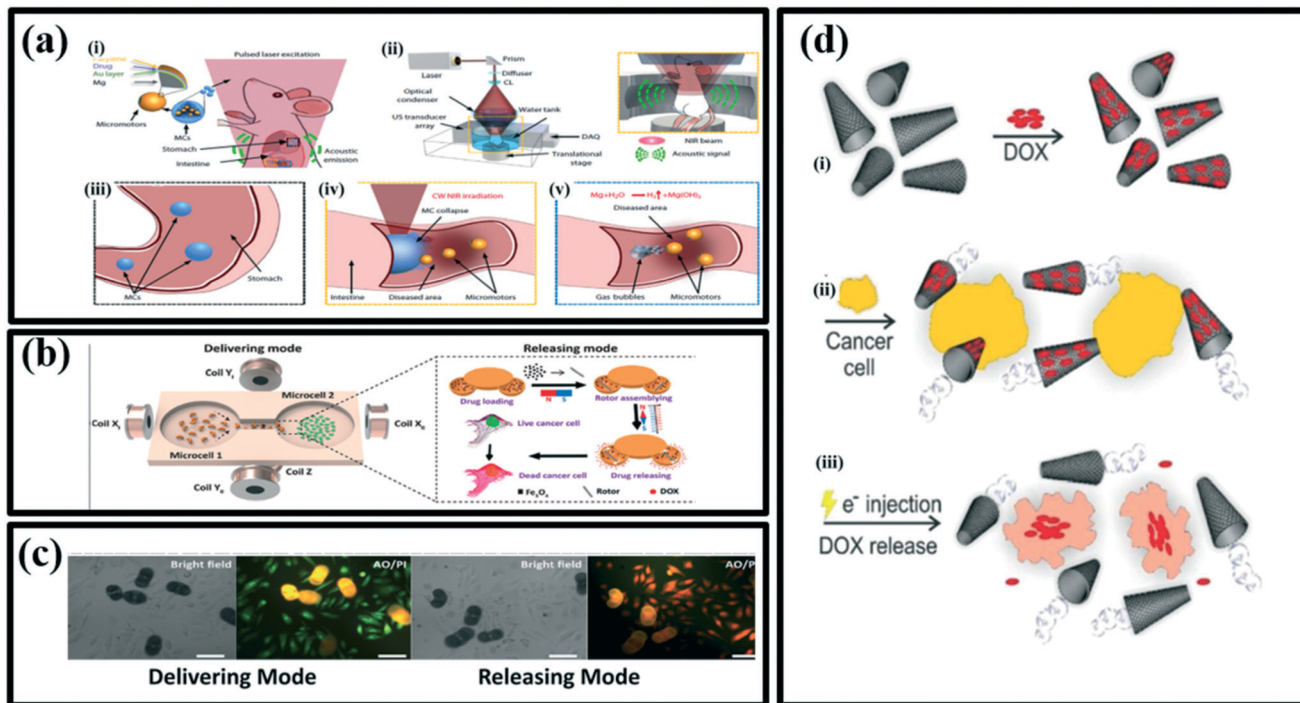 (a)
(i)
Pulsed laser excitation
Drug
Au layer
Mg
Micromotors
MCs
Stomach
Intestine
Acoustic
emission
(ii)
Laser
Prism
Diffuser
CL
Optical
condenser
US transducer
array
Water tank
DAQ
Translational
stage
NIR beam
Acoustic signal
(iii)
MCs
Stomach
(iv)
CW NIR irradiation
MC collapse
Intestine
Diseased area
Micromotors
(v)
Mg+H2O → H2↑+Mg(OH)2
Diseased area
Gas bubbles
Micromotors
(b)
Delivering mode
Releasing mode
Coil Y1
Microcell 2
Coil X1
Coil X0
Microcell 1
Coil Z
Coil Y0
Drug loading
N S
Rotor assemblying
N
S
Live cancer cell
Dead cancer cell
Drug releasing
Fe3O4
Rotor
DOX
(c)
Bright field
AO/PI
Bright field
AO/P
Delivering Mode
Releasing Mode
(d)
(i)
DOX
(ii)
Cancer
cell
(iii)
e- injection
DOX release